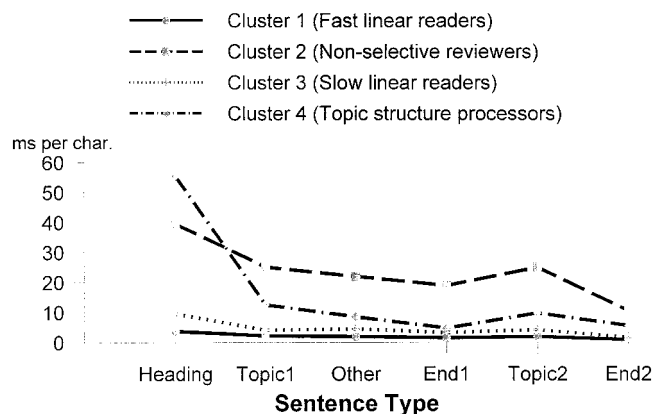 Cluster 1 (Fast linear readers)
Cluster 2 (Non-selective reviewers)
Cluster 3 (Slow linear readers)
Cluster 4 (Topic structure processors)
ms per char.
60
50
40
30
20
10
0
Heading Topic1 Other End1 Topic2 End2
Sentence Type